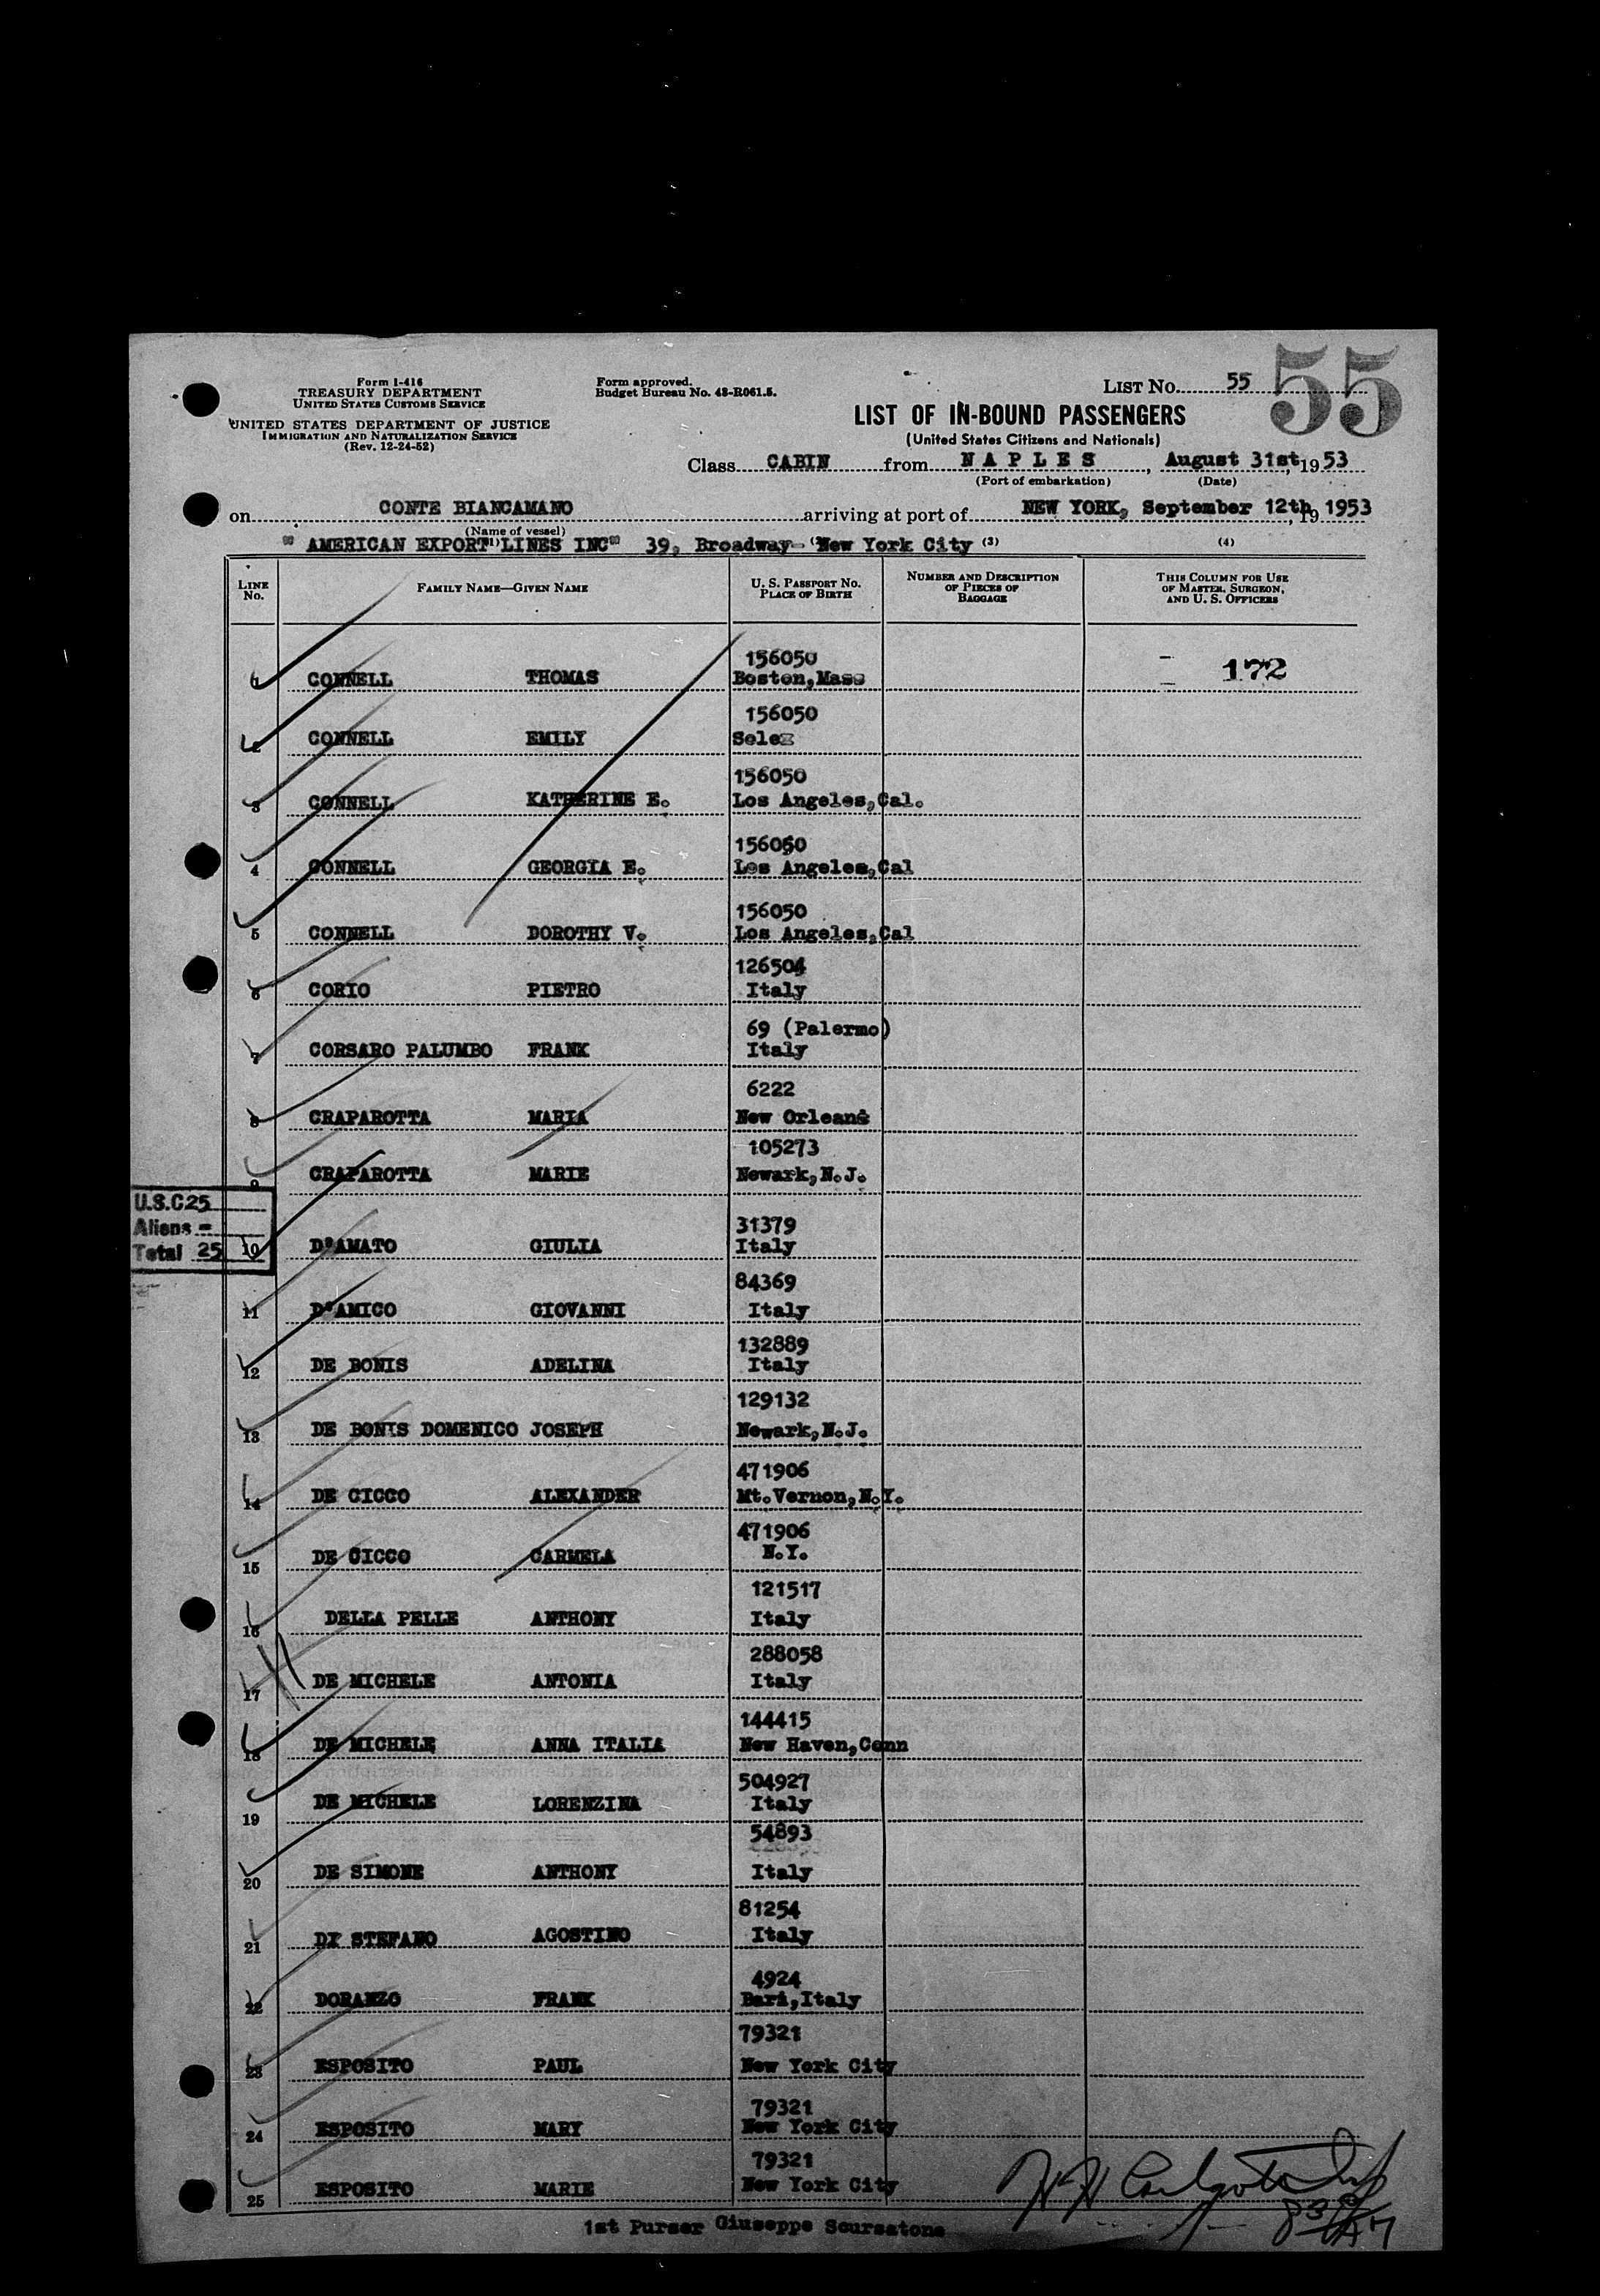 Form I-416
TREASURY DEPARTMENT
UNITED STATES CUSTOMS SERVICE
UNITED STATES DEPARTMENT OF JUSTICE
IMMIGRATION AND NATURALIZATION SERVICE
(Rev. 12-24-52)
Form approved.
Budget Bureau No. 43-R061.5.
LIST NO. 55
55
LIST OF IN-BOUND PASSENGERS
(United States Citizens and Nationals)
Class CABIN from NAPLES, August 31st, 1953
(Port of embarkation) (Date)
on CONTE BIANCAMANO arriving at port of NEW YORK, September 12th, 19 1953
(Name of vessel)
" AMERICAN EXPORT LINES INC" 39, Broadway- New York City (3) (4)
LINE NO. FAMILY NAME—GIVEN NAME U. S. PASSPORT NO. PLACE OF BIRTH NUMBER AND DESCRIPTION OF PIECES OF BAGGAGE THIS COLUMN FOR USE OF MASTER, SURGEON, AND U. S. OFFICERS
156050
1 CONNELL THOMAS Boston,Mass 172
156050
2 CONNELL EMILY
156050
3 CONNELL KATHERINE E. Los Angeles,Cal.
156050
4 CONNELL GEORGIA E. Los Angeles,Cal
156050
5 CONNELL DOROTHY V. Los Angeles,Cal
126504
6 CORIO PIETRO Italy
69 (Palermo)
7 CORSARO PALUMBO FRANK Italy
6222
8 CRAPAROTTA MARIA New Orleans
105273
9 CRAPAROTTA MARIE Newark,N.J.
U.S.C 25
Aliens -
Total 25
31379
10 D'AMATO GIULIA Italy
84369
11 D'AMICO GIOVANNI Italy
132889
12 DE BONIS ADELINA Italy
129132
13 DE BONIS DOMENICO JOSEPH Newark,N.J.
471906
14 DE CICCO ALEXANDER Mt.Vernon,N.Y.
471906
15 DE CICCO CARMELA N.Y.
121517
16 DELLA PELLE ANTHONY Italy
288058
17 DE MICHELE ANTONIA Italy
144415
18 DE MICHELE ANNA ITALIA New Haven,Conn
504927
19 DE MICHELE LORENZINA Italy
54893
20 DE SIMONE ANTHONY Italy
81254
21 DI STEFANO AGOSTINO Italy
4924
22 DORANZO FRANK Bari,Italy
79321
23 ESPOSITO PAUL New York City
79321
24 ESPOSITO MARY New York City
79321
25 ESPOSITO MARIE New York City
1st Purser Giuseppe Scursatone